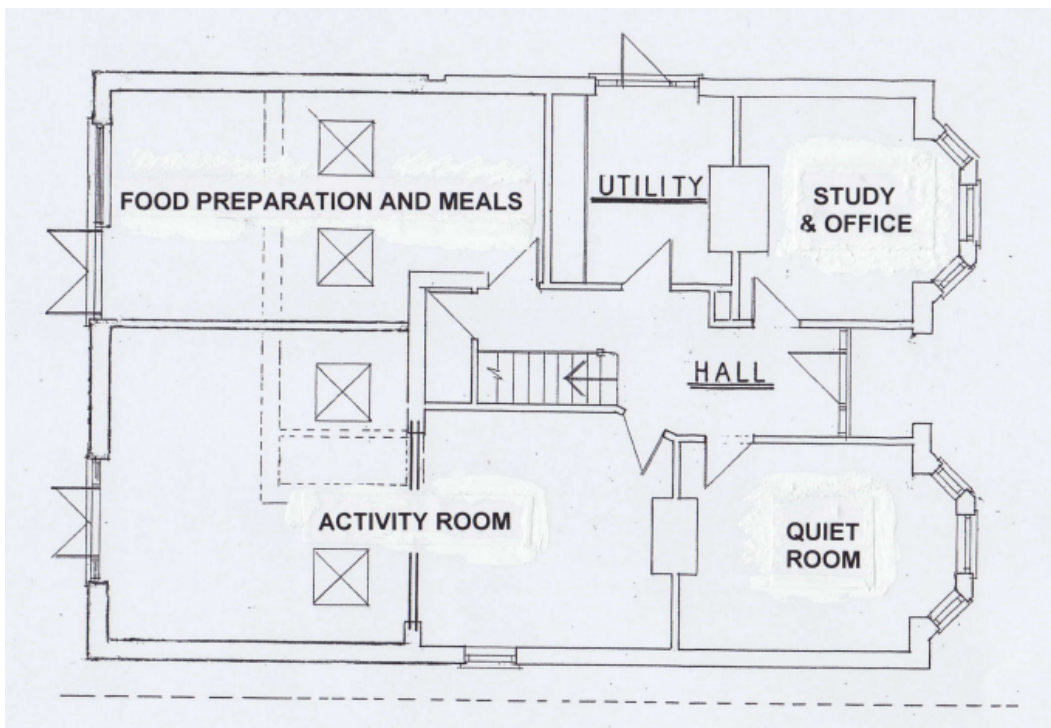 FOOD PREPARATION AND MEALS
UTILITY
STUDY
& OFFICE
HALL
ACTIVITY ROOM
QUIET
ROOM